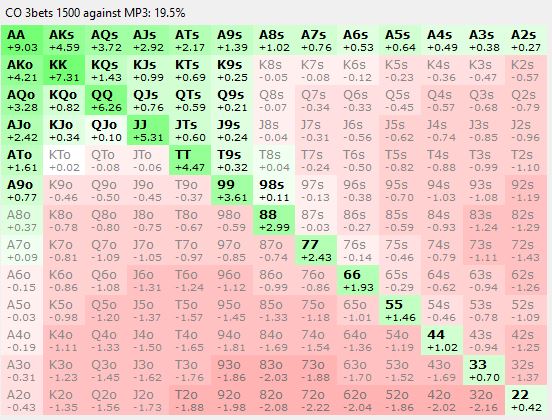 CO 3bets 1500 against MP3: 19.5%
AA AKs AQs AJs ATs A9s A8s A7s A6s A5s A4s A3s A2s
+9.03 +4.59 +3.72 +2.92 +2.17 +1.39 +1.02 +0.76 +0.53 +0.64 +0.49 +0.38 +0.27
AKo KK KQs KJs KTs K9s K8s K7s K6s K5s K4s K3s K2s
+4.21 +7.31 +1.43 +0.99 +0.69 +0.25 -0.05 -0.08 -0.12 -0.23 -0.36 -0.47 -0.57
AQo KQo QQ QJs QTs Q9s Q8s Q7s Q6s Q5s Q4s Q3s Q2s
+3.28 +0.82 +6.26 +0.76 +0.59 +0.21 -0.07 -0.34 -0.33 -0.45 -0.57 -0.68 -0.79
AJo KJo QJo JJ JTs J9s J8s J7s J6s J5s J4s J3s J2s
+2.42 +0.34 +0.10 +5.31 +0.60 +0.24 -0.04 -0.31 -0.56 -0.62 -0.74 -0.85 -0.96
ATo KTo QTo JTo TT T9s T8s T7s T6s T5s T4s T3s T2s
+1.61 +0.02 -0.08 -0.06 +4.47 +0.32 +0.04 -0.24 -0.50 -0.82 -0.88 -0.99 -1.10
A9o K9o Q9o J9o T9o 99 98s 97s 96s 95s 94s 93s 92s
+0.77 -0.46 -0.50 -0.45 -0.37 +3.61 +0.11 -0.13 -0.38 -0.70 -1.03 -1.08 -1.19
A8o K8o Q8o J8o T8o 98o 88 87s 86s 85s 84s 83s 82s
+0.37 -0.78 -0.80 -0.75 -0.67 -0.59 +2.99 -0.03 -0.27 -0.59 -0.93 -1.24 -1.29
A7o K7o Q7o J7o T7o 97o 87o 77 76s 75s 74s 73s 72s
+0.09 -0.81 -1.09 -1.05 -0.97 -0.85 -0.74 +2.43 -0.14 -0.46 -0.79 -1.11 -1.43
A6o K6o Q6o J6o T6o 96o 86o 76o 66 65s 64s 63s 62s
-0.15 -0.86 -1.08 -1.31 -1.24 -1.12 -0.99 -0.86 +1.93 -0.29 -0.62 -0.94 -1.26
A5o K5o Q5o J5o T5o 95o 85o 75o 65o 55 54s 53s 52s
-0.03 -0.98 -1.20 -1.37 -1.57 -1.45 -1.33 -1.18 -1.01 +1.46 -0.46 -0.78 -1.09
A4o K4o Q4o J4o T4o 94o 84o 74o 64o 54o 44 43s 42s
-0.19 -1.11 -1.33 -1.50 -1.65 -1.81 -1.69 -1.54 -1.36 -1.19 +1.02 -0.94 -1.25
A3o K3o Q3o J3o T3o 93o 83o 73o 63o 53o 43o 33 32s
-0.31 -1.23 -1.45 -1.62 -1.76 -1.86 -2.03 -1.88 -1.70 -1.52 -1.69 +0.70 -1.37
A2o K2o Q2o J2o T2o 92o 82o 72o 62o 52o 42o 32o 22
-0.43 -1.35 -1.56 -1.74 -1.88 -1.98 -2.08 -2.22 -2.04 -1.86 -2.02 -2.16 +0.42